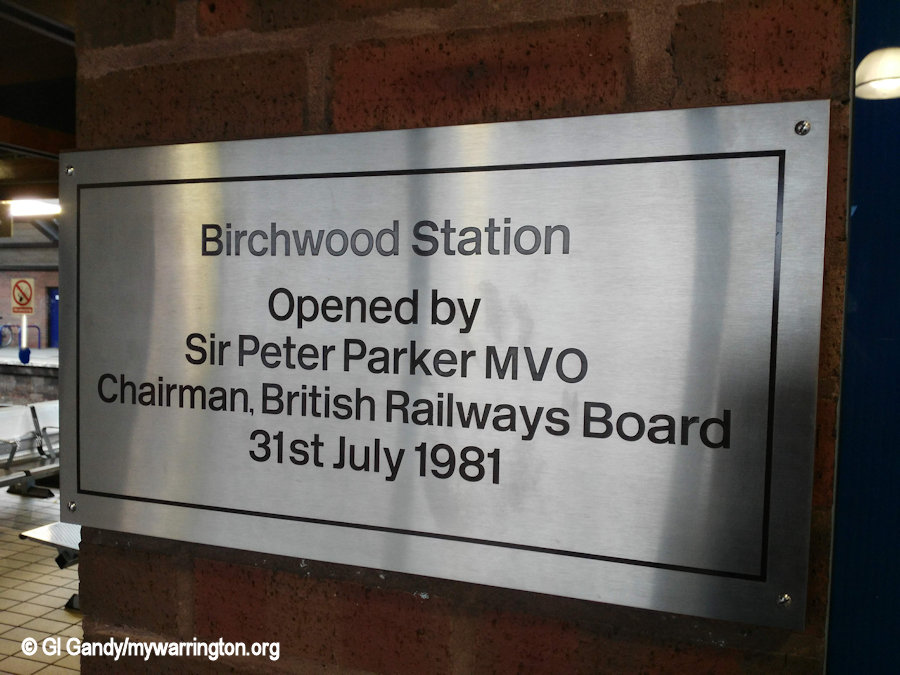 Birchwood Station
Opened by
Sir Peter Parker MVO
Chairman, British Railways Board
31st July 1981
© GI Gandy/mywarrington.org